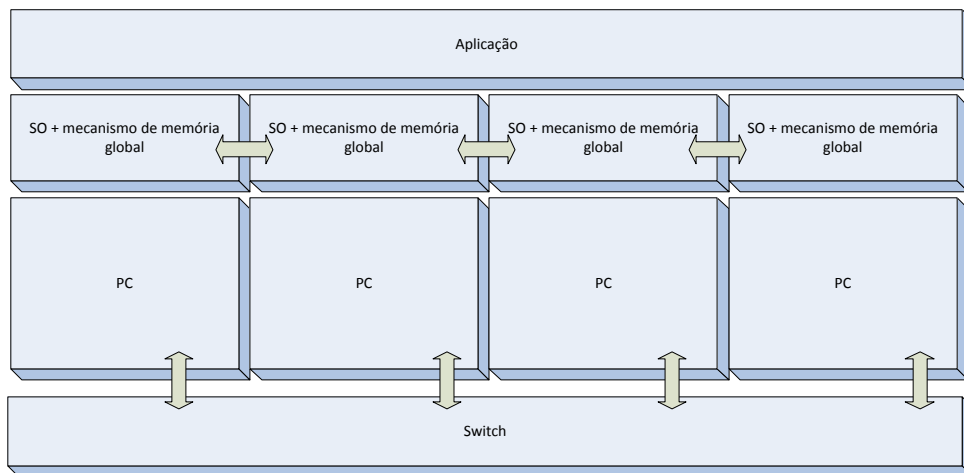 Aplicação
SO + mecanismo de memória
global
SO + mecanismo de memória
global
SO + mecanismo de memória
global
SO + mecanismo de memória
global
PC
PC
PC
PC
Switch